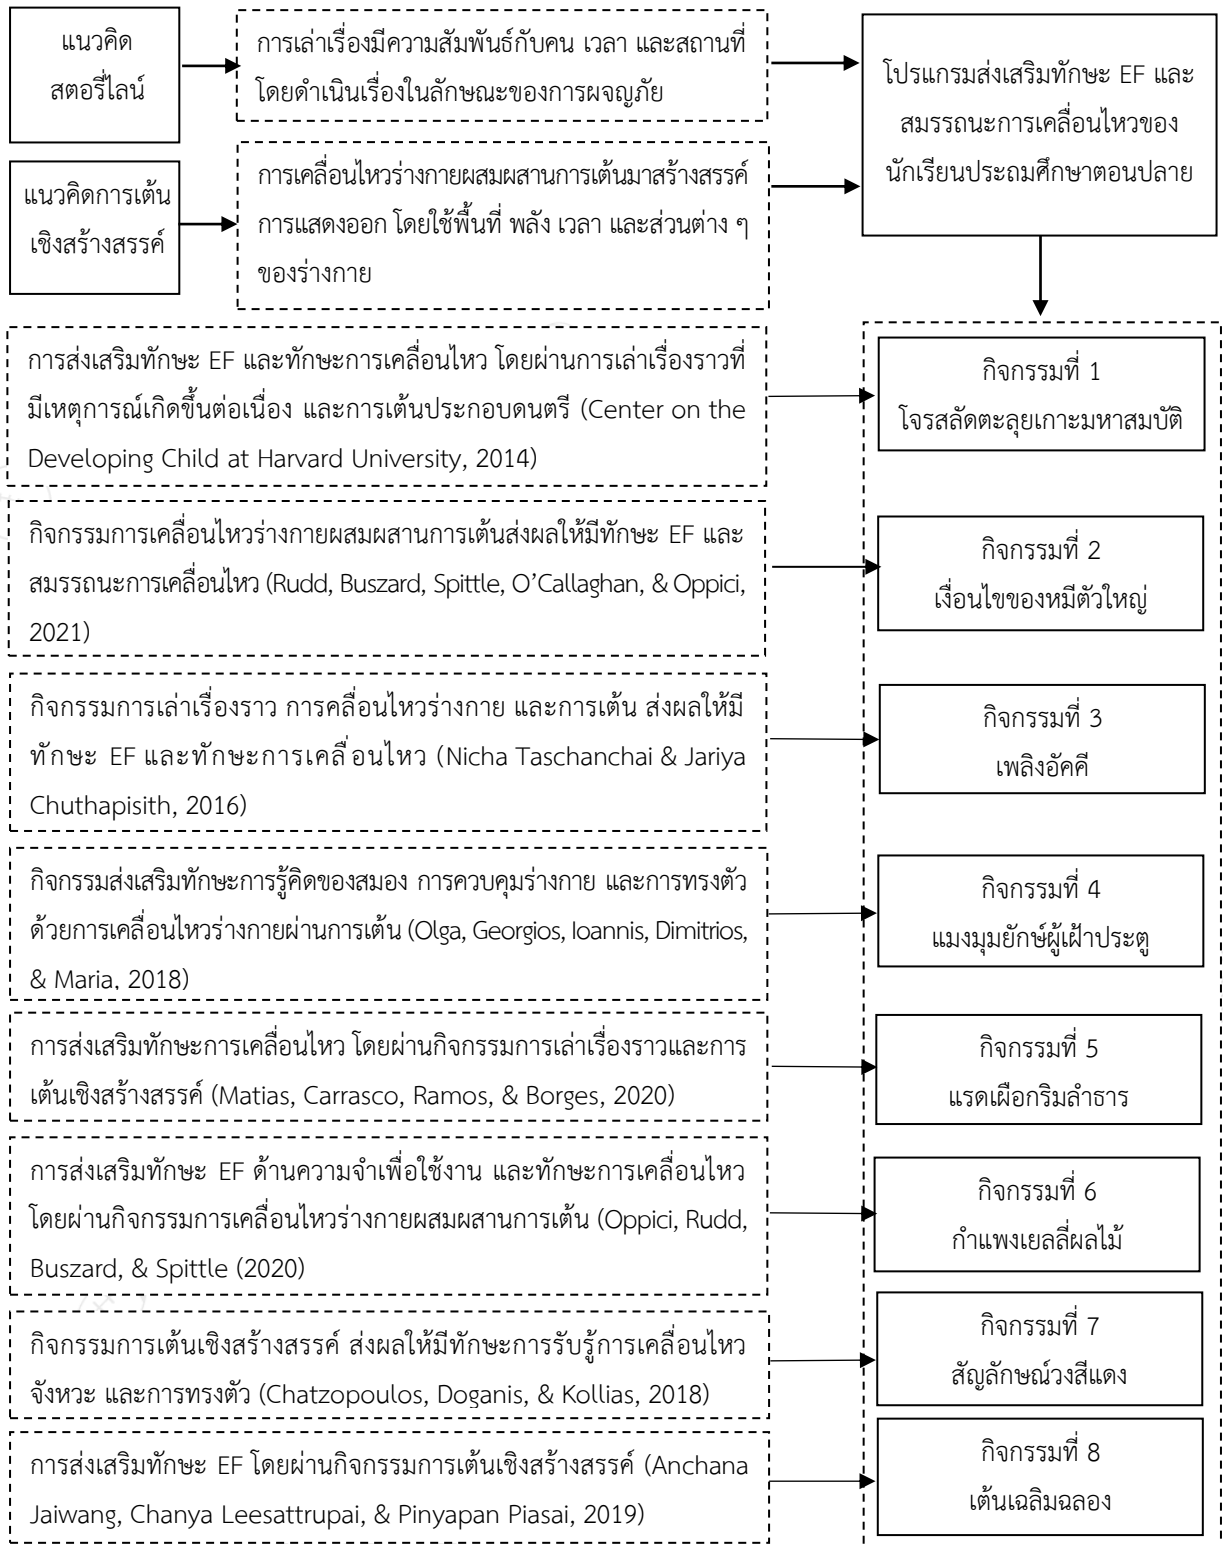 แนวคิด
สตอรี่ไลน์
การเล่าเรื่องมีความสัมพันธ์กับคน เวลา และสถานที่
โดยดำเนินเรื่องในลักษณะของการผจญภัย
โปรแกรมส่งเสริมทักษะ EF และ
สมรรถนะการเคลื่อนไหวของ
นักเรียนประถมศึกษาตอนปลาย
แนวคิดการเต้น
เชิงสร้างสรรค์
การเคลื่อนไหวร่างกายผสมผสานการเต้นมาสร้างสรรค์
การแสดงออก โดยใช้พื้นที่ พลัง เวลา และส่วนต่าง ๆ
ของร่างกาย
การส่งเสริมทักษะ EF และทักษะการเคลื่อนไหว โดยผ่านการเล่าเรื่องราวที่
มีเหตุการณ์เกิดขึ้นต่อเนื่อง และการเต้นประกอบดนตรี (Center on the
Developing Child at Harvard University, 2014)
กิจกรรมที่ 1
โจรสลัดตะลุยเกาะมหาสมบัติ
กิจกรรมการเคลื่อนไหวร่างกายผสมผสานการเต้นส่งผลให้มีทักษะ EF และ
สมรรถนะการเคลื่อนไหว (Rudd, Buszard, Spittle, O’Callaghan, & Oppici,
2021)
กิจกรรมที่ 2
เงื่อนไขของหมีตัวใหญ่
กิจกรรมการเล่าเรื่องราว การคลื่อนไหวร่างกาย และการเต้น ส่งผลให้มี
ทักษะ EF และทักษะการเคลื่อนไหว (Nicha Taschanchai & Jariya
Chuthapisith, 2016)
กิจกรรมที่ 3
เพลิงอัคคี
กิจกรรมส่งเสริมทักษะการรู้คิดของสมอง การควบคุมร่างกาย และการทรงตัว
ด้วยการเคลื่อนไหวร่างกายผ่านการเต้น (Olga, Georgios, Ioannis, Dimitrios,
& Maria, 2018)
กิจกรรมที่ 4
แมงมุมยักษ์ผู้เฝ้าประตู
การส่งเสริมทักษะการเคลื่อนไหว โดยผ่านกิจกรรมการเล่าเรื่องราวและการ
เต้นเชิงสร้างสรรค์ (Matias, Carrasco, Ramos, & Borges, 2020)
กิจกรรมที่ 5
แรดเผือกริมลำธาร
การส่งเสริมทักษะ EF ด้านความจำเพื่อใช้งาน และทักษะการเคลื่อนไหว
โดยผ่านกิจกรรมการเคลื่อนไหวร่างกายผสมผสานการเต้น (Oppici, Rudd,
Buszard, & Spittle (2020)
กิจกรรมที่ 6
กำแพงเยลลี่ผลไม้
กิจกรรมการเต้นเชิงสร้างสรรค์ ส่งผลให้มีทักษะการรับรู้การเคลื่อนไหว
จังหวะ และการทรงตัว (Chatzopoulos, Doganis, & Kollias, 2018)
กิจกรรมที่ 7
สัญลักษณ์วงสีแดง
การส่งเสริมทักษะ EF โดยผ่านกิจกรรมการเต้นเชิงสร้างสรรค์ (Anchana
Jaiwang, Chanya Leesattrupai, & Pinyapan Piasai, 2019)
กิจกรรมที่ 8
เต้นเฉลิมฉลอง